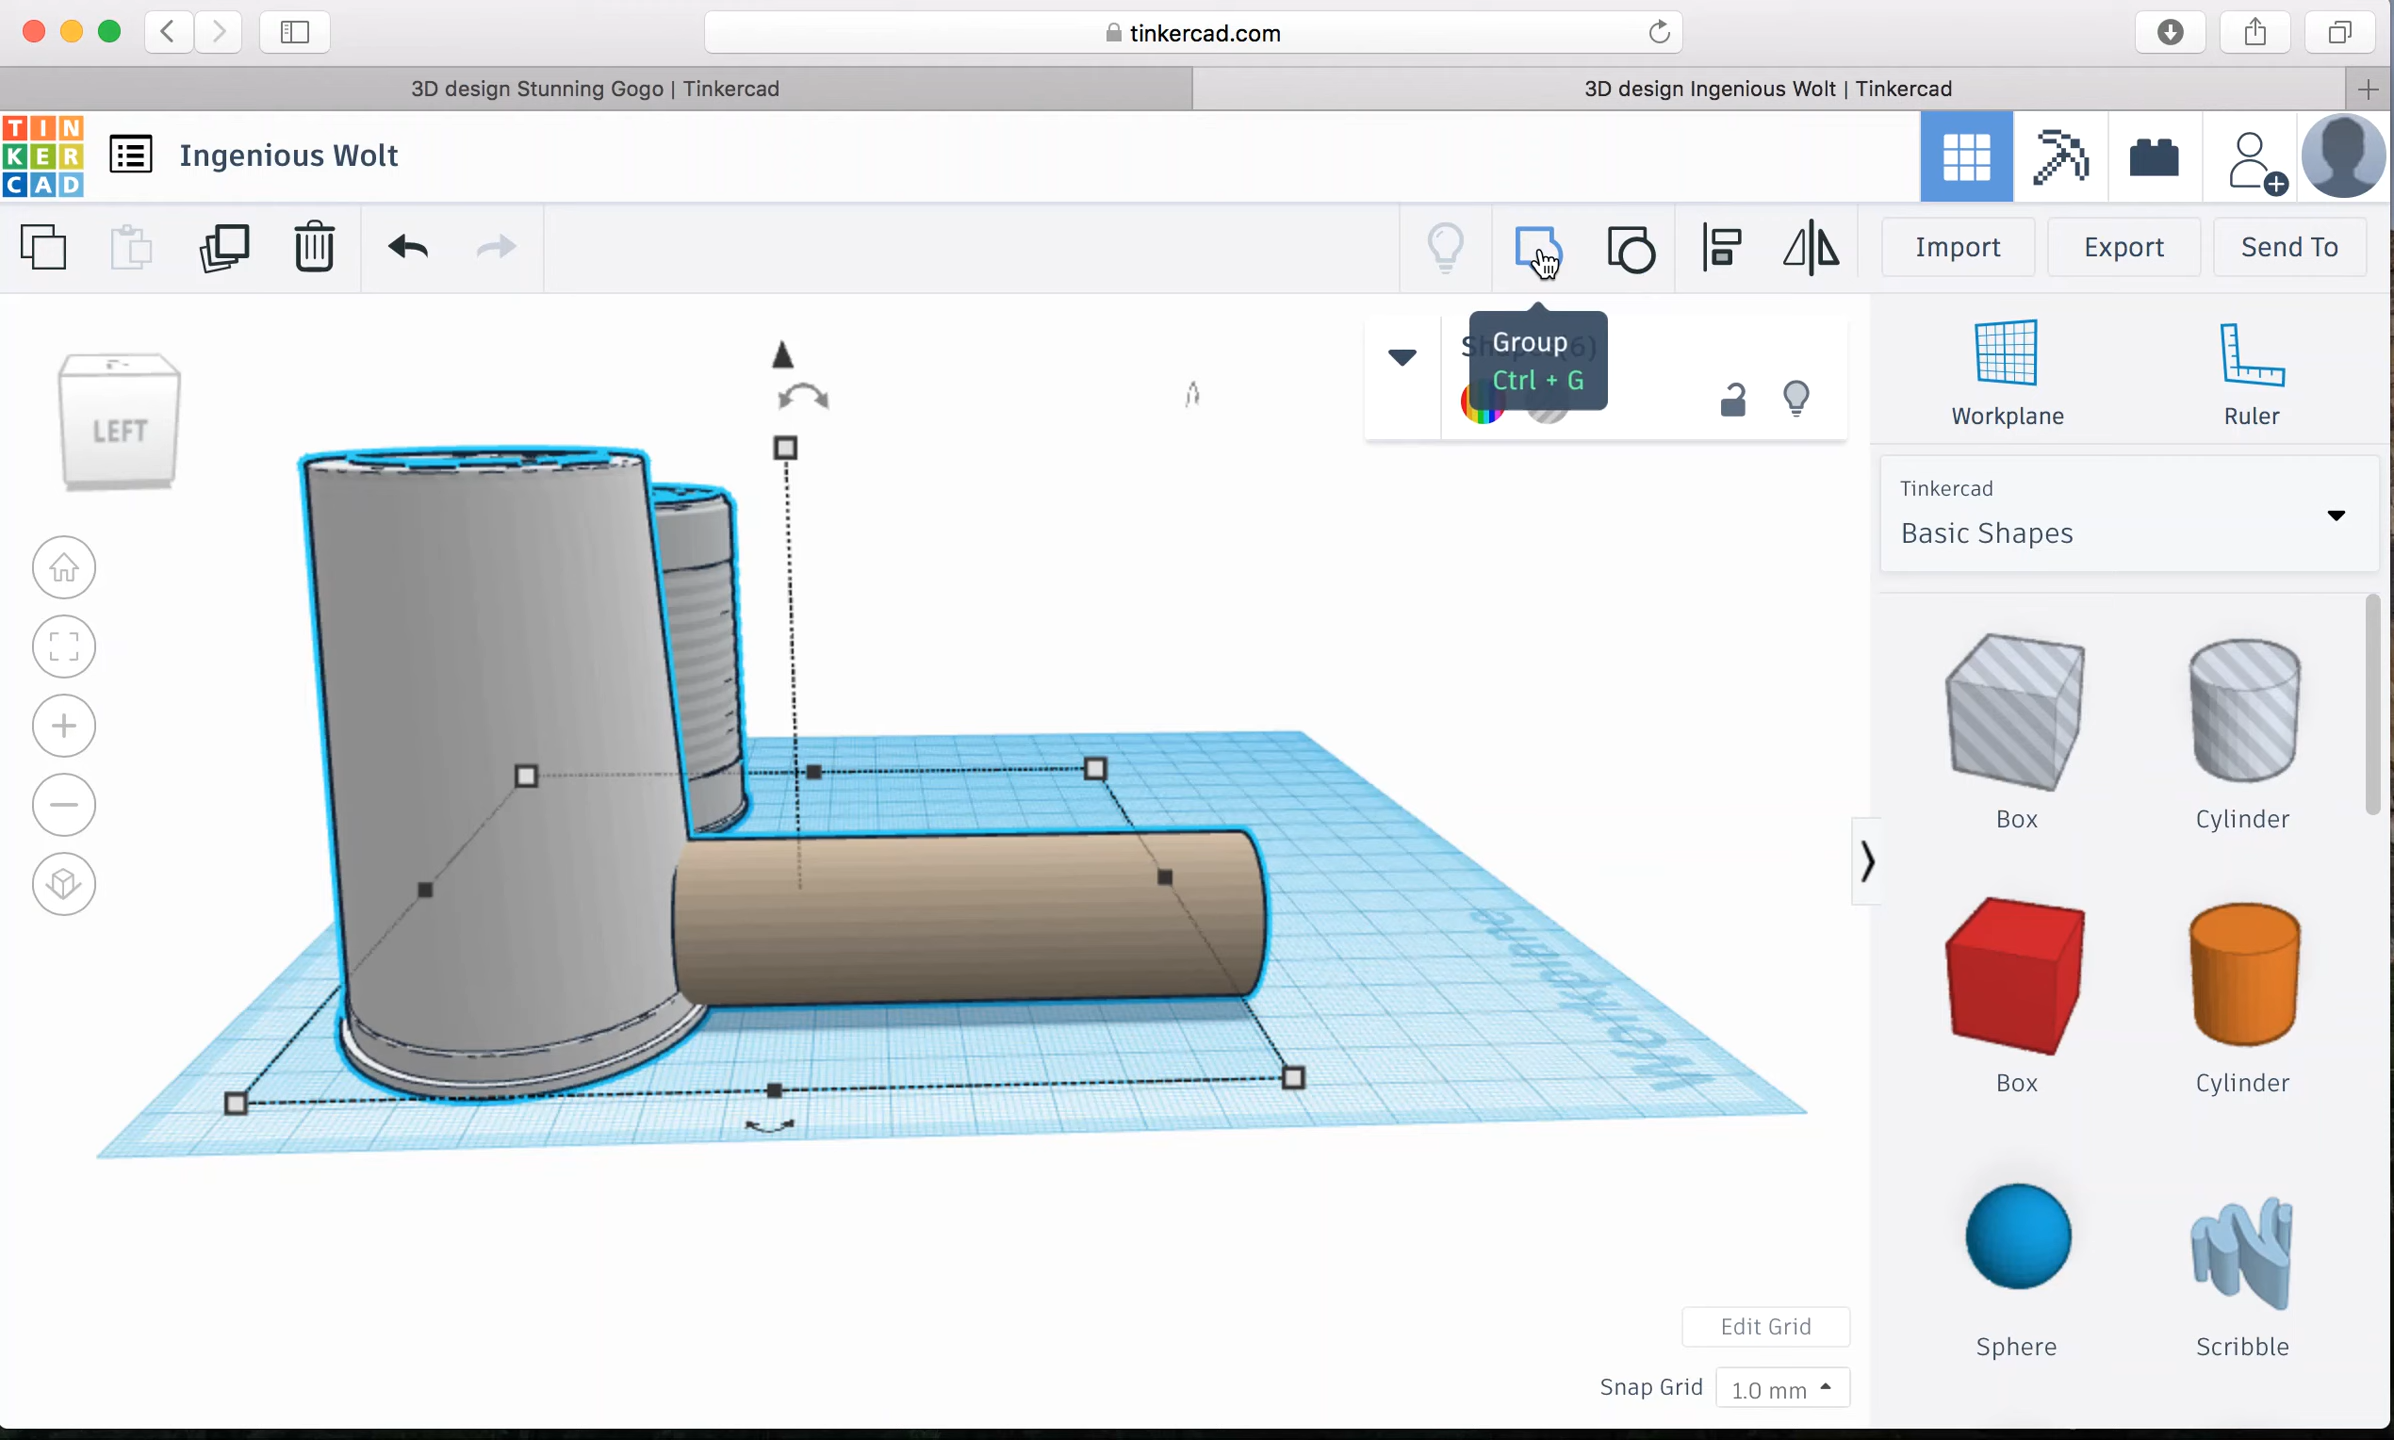 tinkercad.com
3D design Stunning Gogo | Tinkercad
3D design Ingenious Wolt | Tinkercad
TIN
KER
CAD
Ingenious Wolt
Import
Export
Send To
Group
Ctrl + G
LEFT
Workplane
Ruler
Tinkercad
Basic Shapes
Box
Cylinder
Box
Cylinder
Sphere
Scribble
Workplane
Edit Grid
Snap Grid
1.0 mm